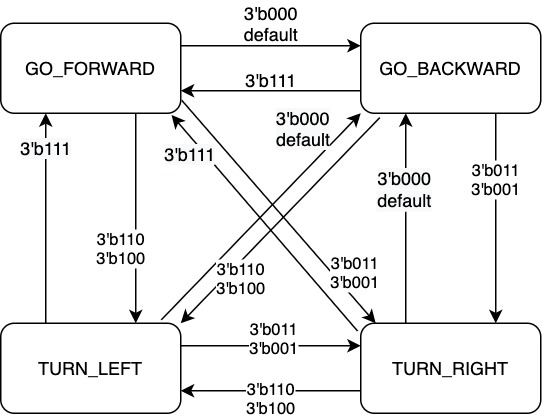 3'b000
default
GO_FORWARD
GO_BACKWARD
3'b111
3'b000
default
3'b111
3'b111
3'b011
3'b001
3'b000
default
3'b110
3'b100
3'b110
3'b100
3'b011
3'b001
3'b011
3'b001
TURN_LEFT
TURN_RIGHT
3'b110
3'b100